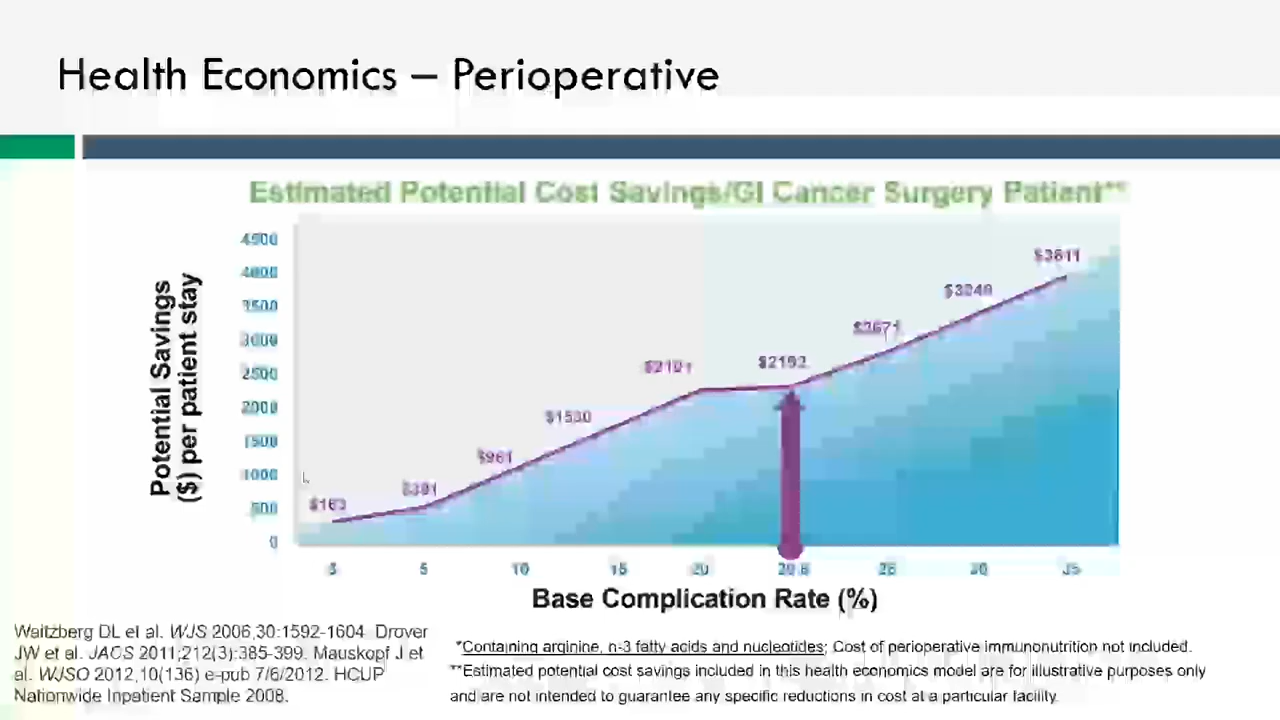 Health Economics – Perioperative
Estimated Potential Cost Savings/GI Cancer Surgery Patient**
Potential Savings
($) per patient stay
4500
4000
3500
3000
2500
2000
1500
1000
500
0
$163
$961
$1530
$2192
$2671
$3249
$3811
5
10
15
20
20.8
25
30
35
Base Complication Rate (%)
Waitzberg DL et al. WJS 2006;30:1592-1604. Drover
JW et al. JACS 2011;212(3):385-399. Mauskopf J et
al. WJSO 2012,10(136) e-pub 7/6/2012. HCUP
Nationwide Inpatient Sample 2008.
*Containing arginine, n-3 fatty acids and nucleotides; Cost of perioperative immunonutrition not included.
**Estimated potential cost savings included in this health economics model are for illustrative purposes only
and are not intended to guarantee any specific reductions in cost at a particular facility.